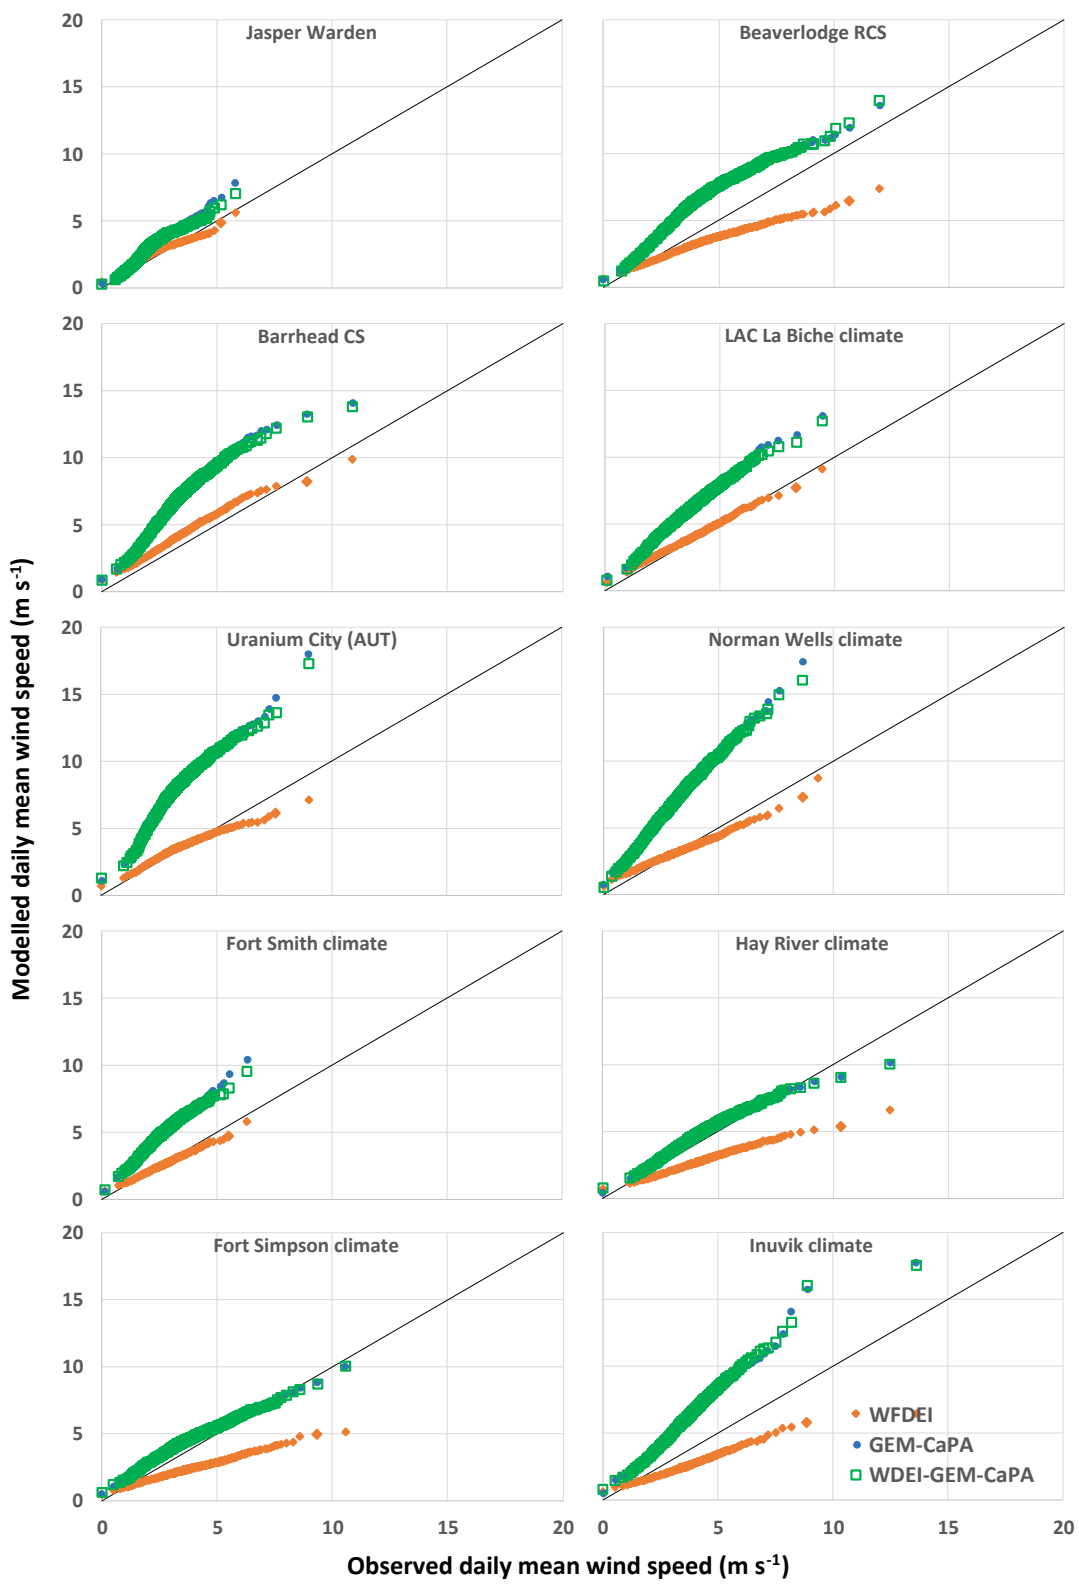 Modelled daily mean wind speed (m s⁻¹)
20
15
10
5
0
Jasper Warden
Beaverlodge RCS
20
15
10
5
0
Barrhead CS
LAC La Biche climate
20
15
10
5
0
Uranium City (AUT)
Norman Wells climate
20
15
10
5
0
Fort Smith climate
Hay River climate
20
15
10
5
0
Fort Simpson climate
Inuvik climate
WFDEI
GEM-CaPA
WDEI-GEM-CaPA
0 5 10 15 20
0 5 10 15 20
Observed daily mean wind speed (m s⁻¹)